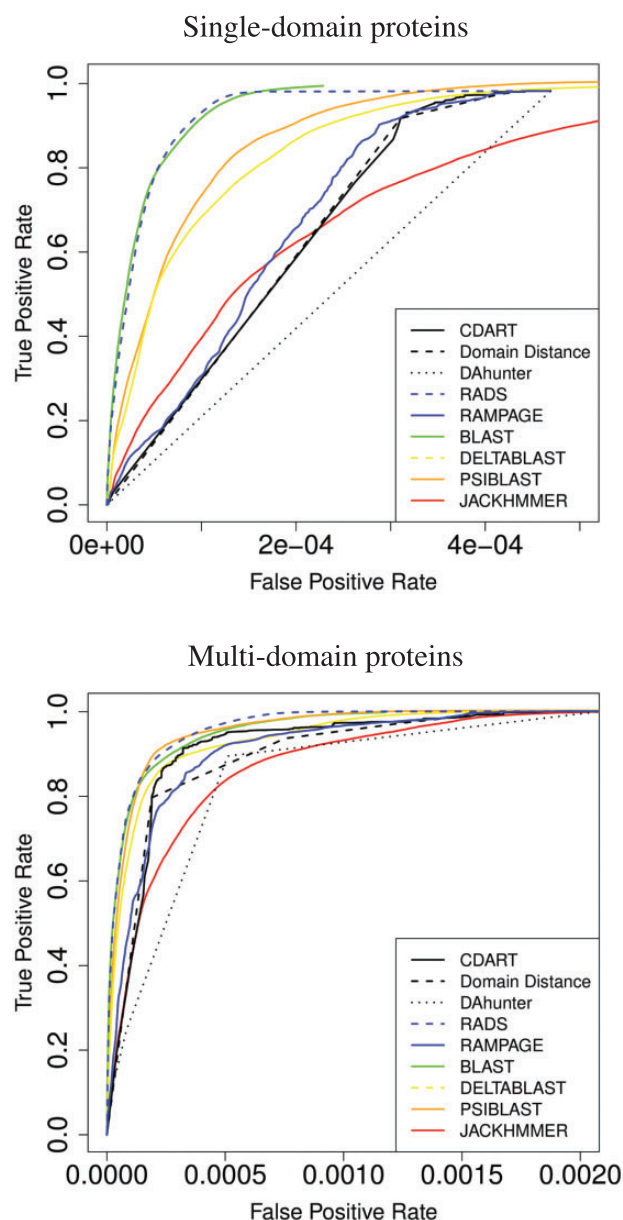 Single-domain proteins
True Positive Rate
1.0
0.8
0.6
0.4
0.2
0.0
CDART
Domain Distance
DAhunter
RADS
RAMPAGE
BLAST
DELTABLAST
PSIBLAST
JACKHMMER
0e+00
2e-04
4e-04
False Positive Rate
Multi-domain proteins
True Positive Rate
1.0
0.8
0.6
0.4
0.2
0.0
CDART
Domain Distance
DAhunter
RADS
RAMPAGE
BLAST
DELTABLAST
PSIBLAST
JACKHMMER
0.0000
0.0005
0.0010
0.0015
0.0020
False Positive Rate